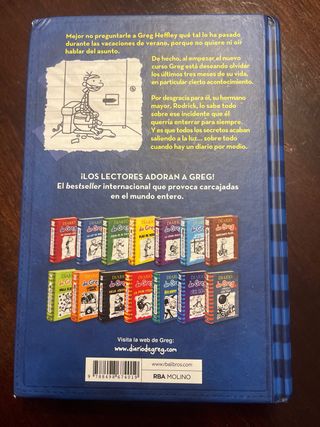 Mejor no preguntarle a Greg Heffley qué tal lo ha pasado
durante las vacaciones de verano, porque no quiere ni oír
hablar del asunto.
De hecho, al empezar el nuevo
curso Greg está deseando olvidar
los últimos tres meses de su vida,
en particular cierto acontecimiento.
Por desgracia para él, su hermano
mayor, Rodrick, lo sabe todo
sobre ese incidente que él
querría enterrar para siempre.
Y es que todos los secretos acaban
saliendo a la luz... sobre todo
cuando hay un diario por medio.
¡LOS LECTORES ADORAN A GREG!
El bestseller internacional que provoca carcajadas
en el mundo entero.
Visita la web de Greg:
www.diariodegreg.com
www.rbalibros.com
9788498674019
RBA MOLINO